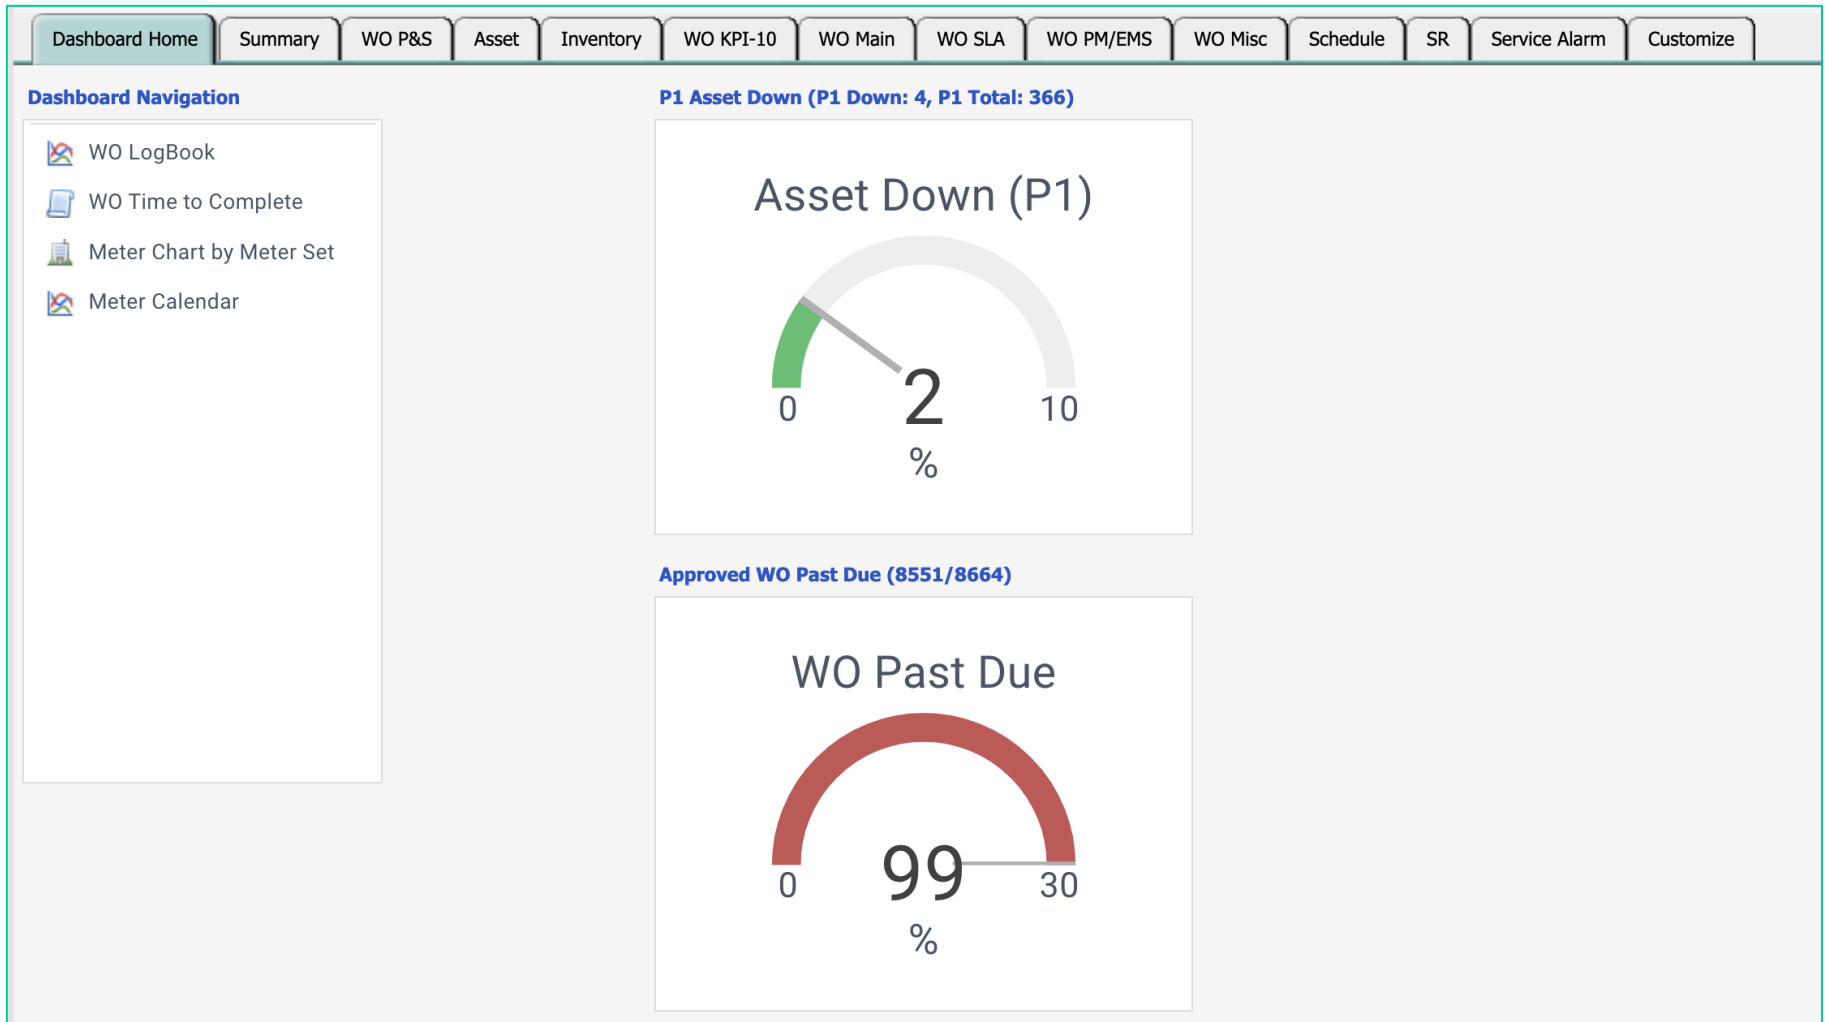 Dashboard Home Summary WO P&S Asset Inventory WO KPI-10 WO Main WO SLA WO PM/EMS WO Misc Schedule SR Service Alarm Customize
Dashboard Navigation
WO LogBook
WO Time to Complete
Meter Chart by Meter Set
Meter Calendar
P1 Asset Down (P1 Down: 4, P1 Total: 366)
Asset Down (P1)
0 2 10
%
Approved WO Past Due (8551/8664)
WO Past Due
0 99 30
%